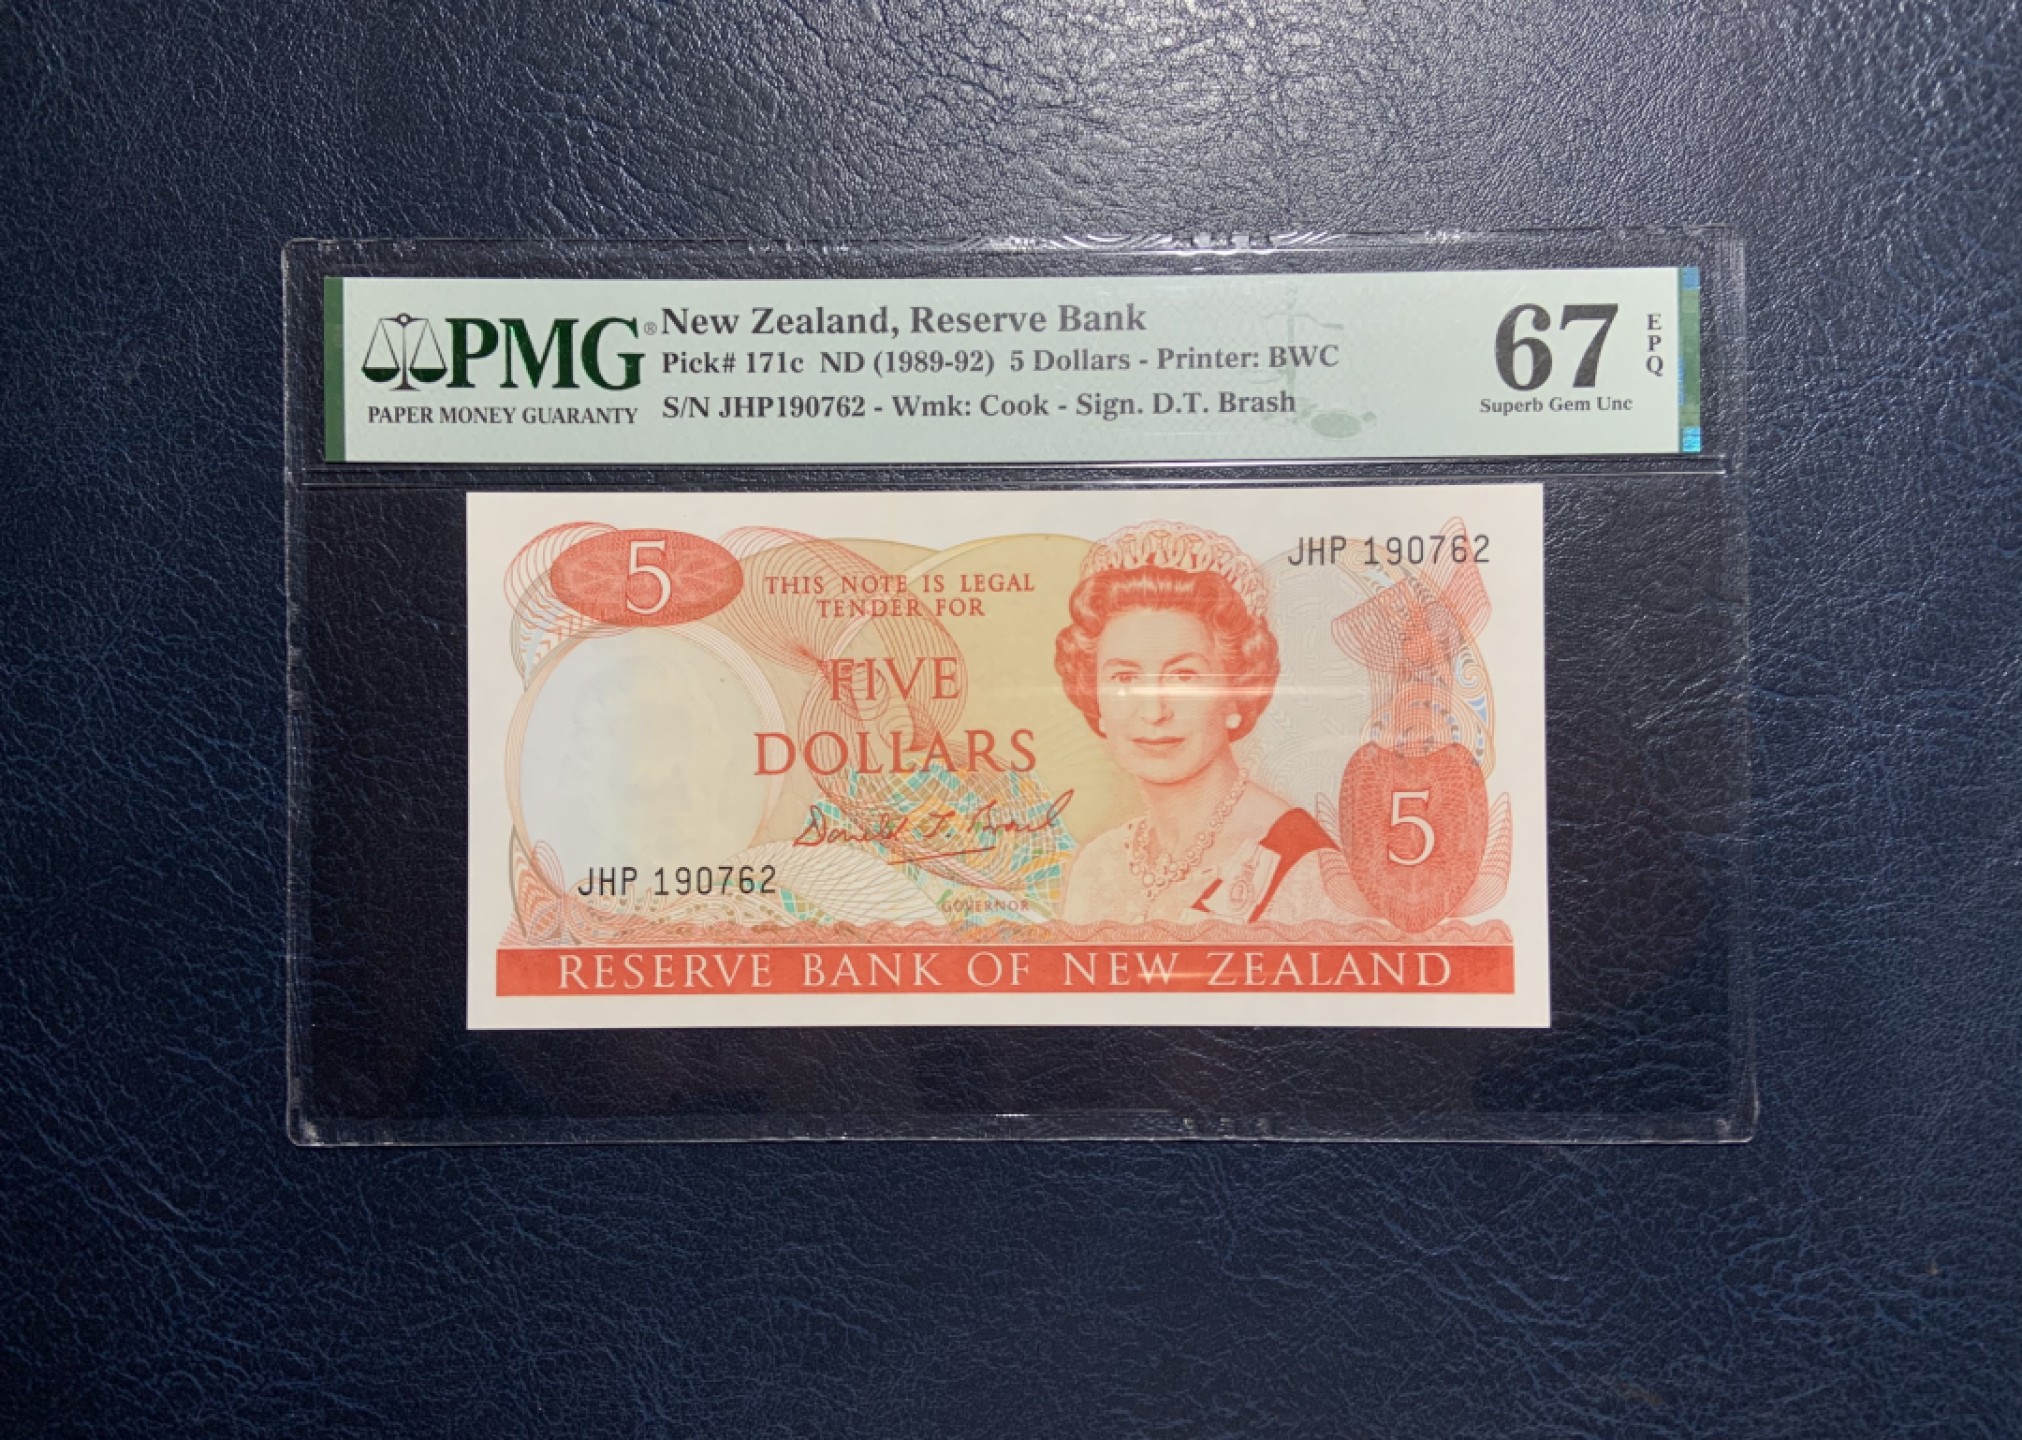 PMG®
PAPER MONEY GUARANTY
New Zealand, Reserve Bank
Pick# 171c ND (1989-92) 5 Dollars - Printer: BWC
S/N JHP190762 - Wmk: Cook - Sign. D.T. Brash
67
EPQ
Superb Gem Unc
5
JHP 190762
THIS NOTE IS LEGAL
TENDER FOR
FIVE
DOLLARS
Donald T. Brash
5
JHP 190762
GOVERNOR
RESERVE BANK OF NEW ZEALAND